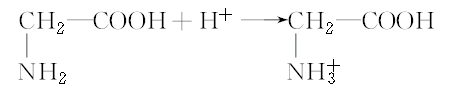 CH₂—COOH + H⁺ ⟶ CH₂—COOH
NH₂ NH₃⁺